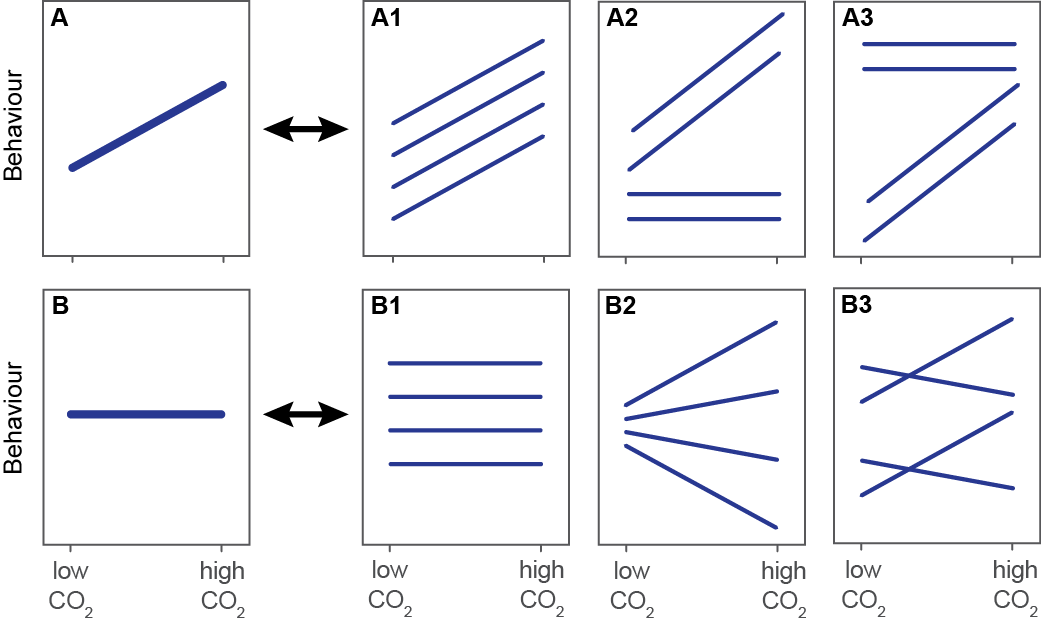 A
A1
A2
A3
Behaviour
B
B1
B2
B3
Behaviour
low CO2
high CO2
low CO2
high CO2
low CO2
high CO2
low CO2
high CO2